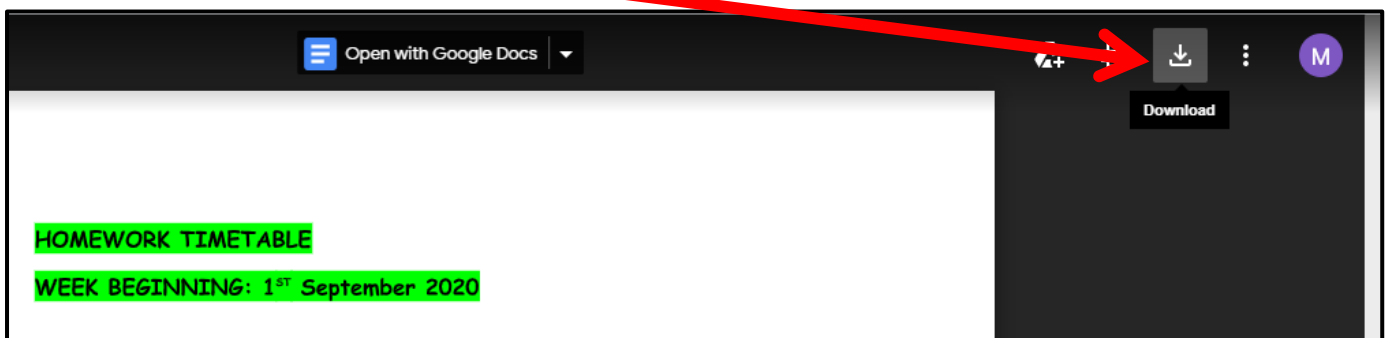 Open with Google Docs
M
Download
HOMEWORK TIMETABLE
WEEK BEGINNING: 1ST September 2020